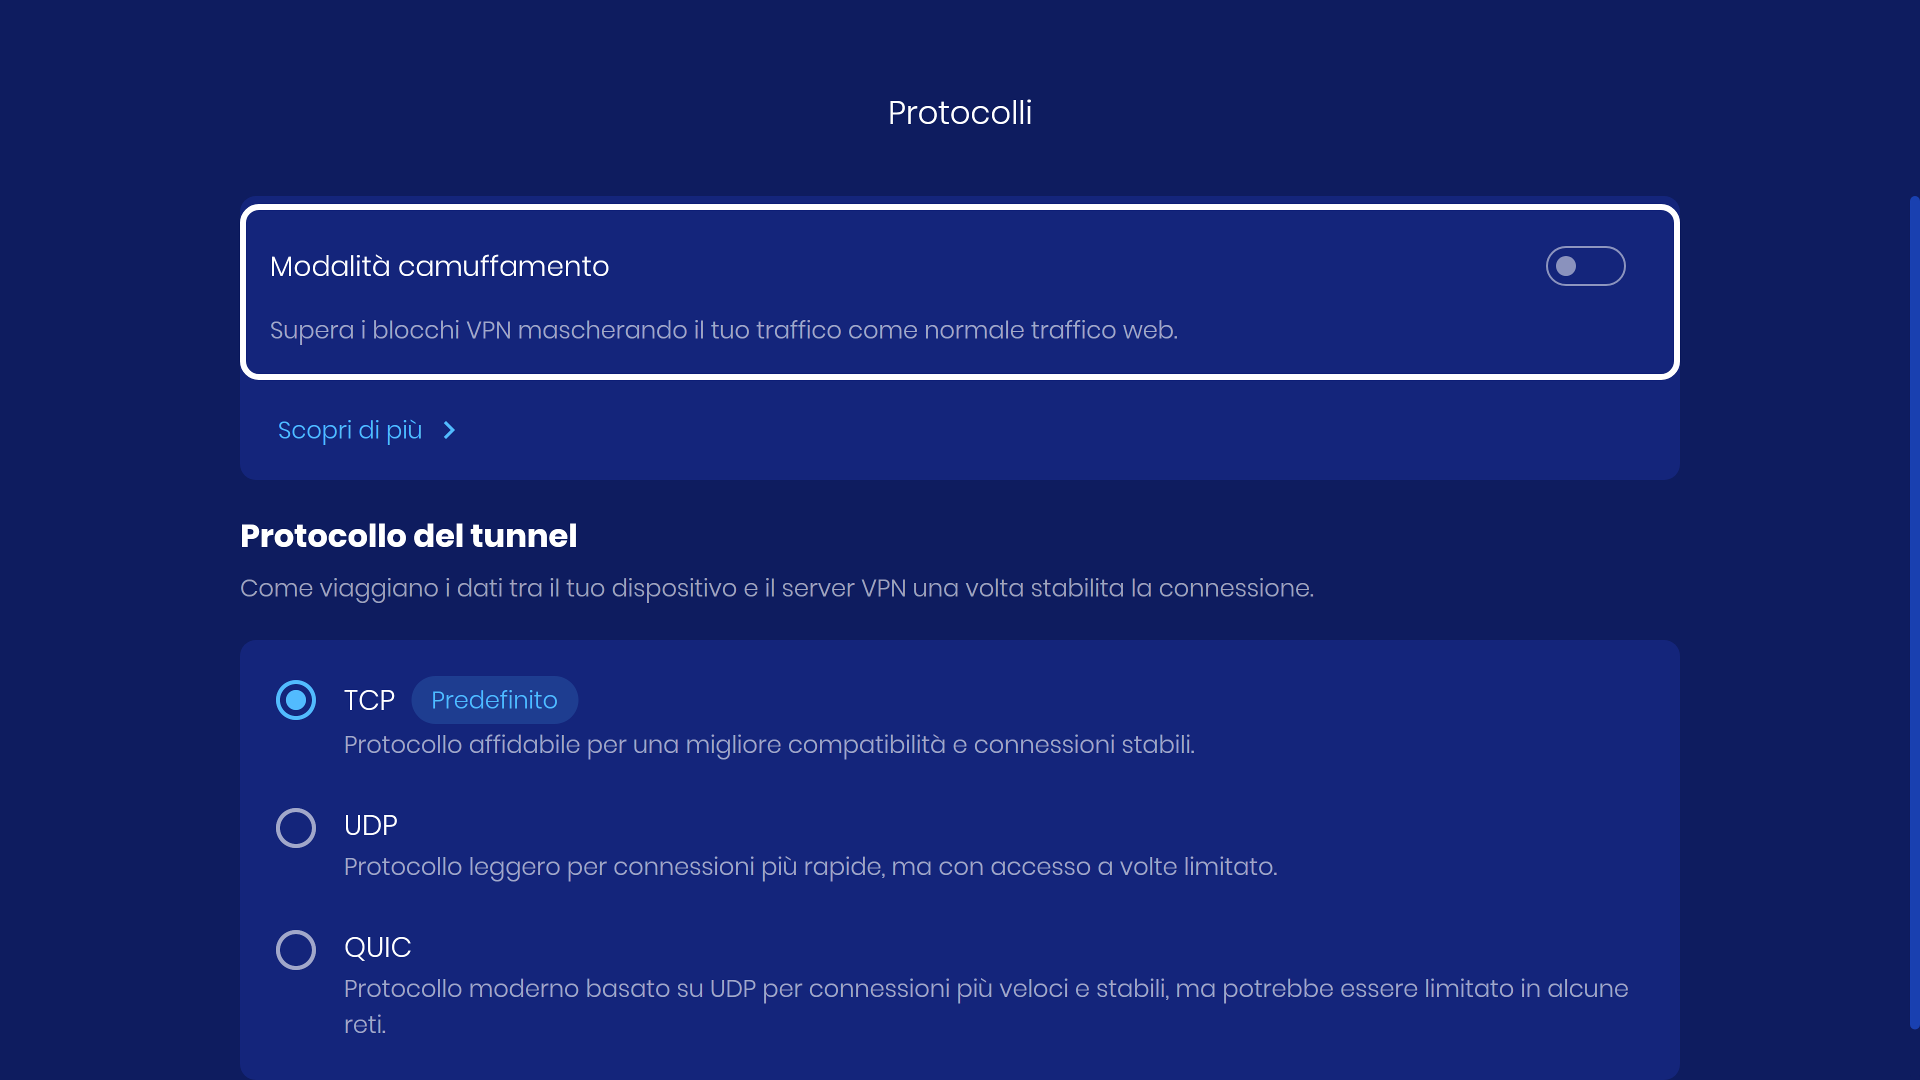 Protocolli
Modalità camuffamento
Supera i blocchi VPN mascherando il tuo traffico come normale traffico web.
Scopri di più
Protocollo del tunnel
Come viaggiano i dati tra il tuo dispositivo e il server VPN una volta stabilita la connessione.
TCP Predefinito
Protocollo affidabile per una migliore compatibilità e connessioni stabili.
UDP
Protocollo leggero per connessioni più rapide, ma con accesso a volte limitato.
QUIC
Protocollo moderno basato su UDP per connessioni più veloci e stabili, ma potrebbe essere limitato in alcune
reti.